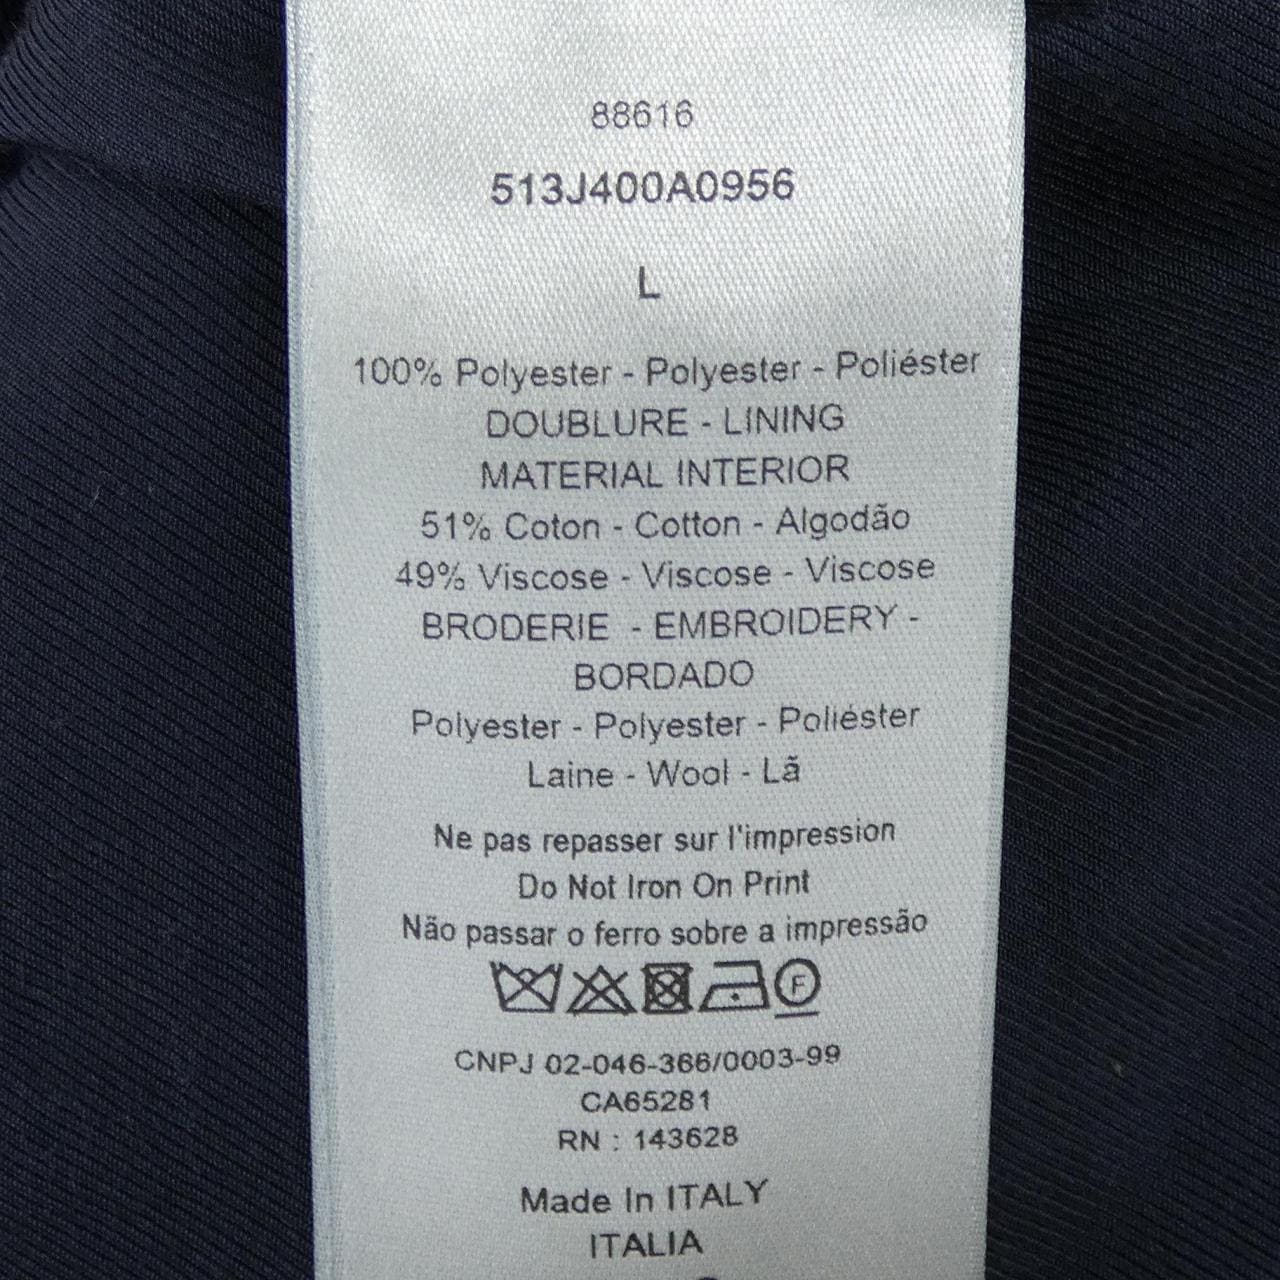 88616
513J400A0956
L
100% Polyester - Polyester - Poliéster
DOUBLURE - LINING
MATERIAL INTERIOR
51% Coton - Cotton - Algodão
49% Viscose - Viscose - Viscose
BRODERIE - EMBROIDERY -
BORDADO
Polyester - Polyester - Poliéster
Laine - Wool - Lã
Ne pas repasser sur l'impression
Do Not Iron On Print
Não passar o ferro sobre a impressão
F
CNPJ 02-046-366/0003-99
CA65281
RN : 143628
Made In ITALY
ITALIA